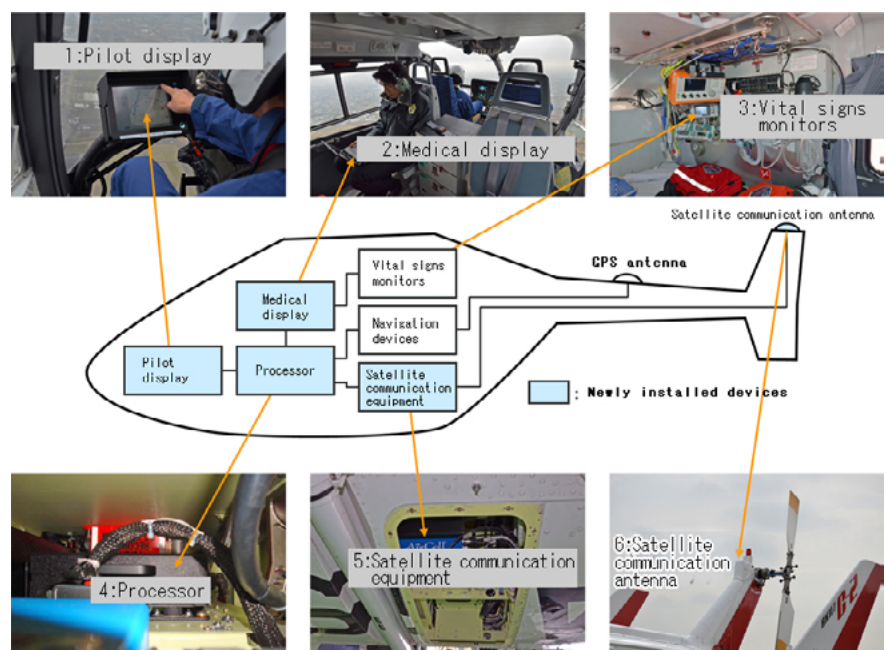 1:Pilot display
2:Medical display
3:Vital signs
monitors
Satellite communication antenna
GPS antenna
Vital signs
monitors
Medical
display
Navisation
devices
Pilot
display
Processor
Satellite
communication
equipment
: Newly installed devices
4:Processor
5:Satellite communication
equipment
6:Satellite
communication
antenna